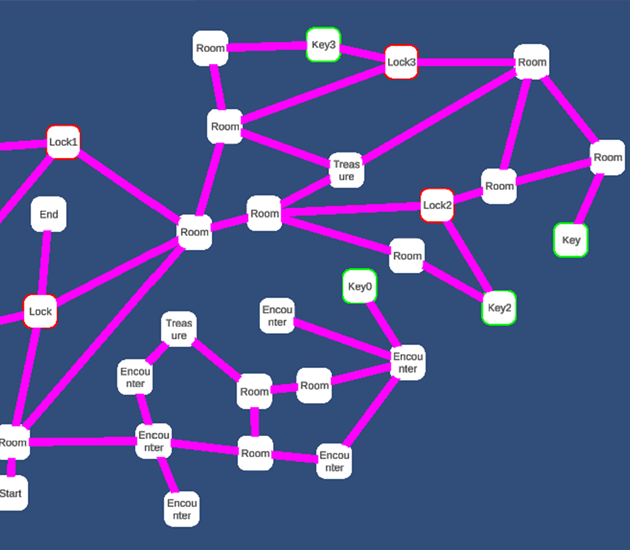 Room
Key3
Lock3
Room
Room
Lock1
Room
Treas
ure
Room
Lock2
End
Room
Room
Key
Room
Key0
Key2
Lock
Encou
nter
Treas
ure
Encou
nter
Encou
nter
Room
Room
Room
Encou
nter
Room
Encou
nter
Start
Encou
nter